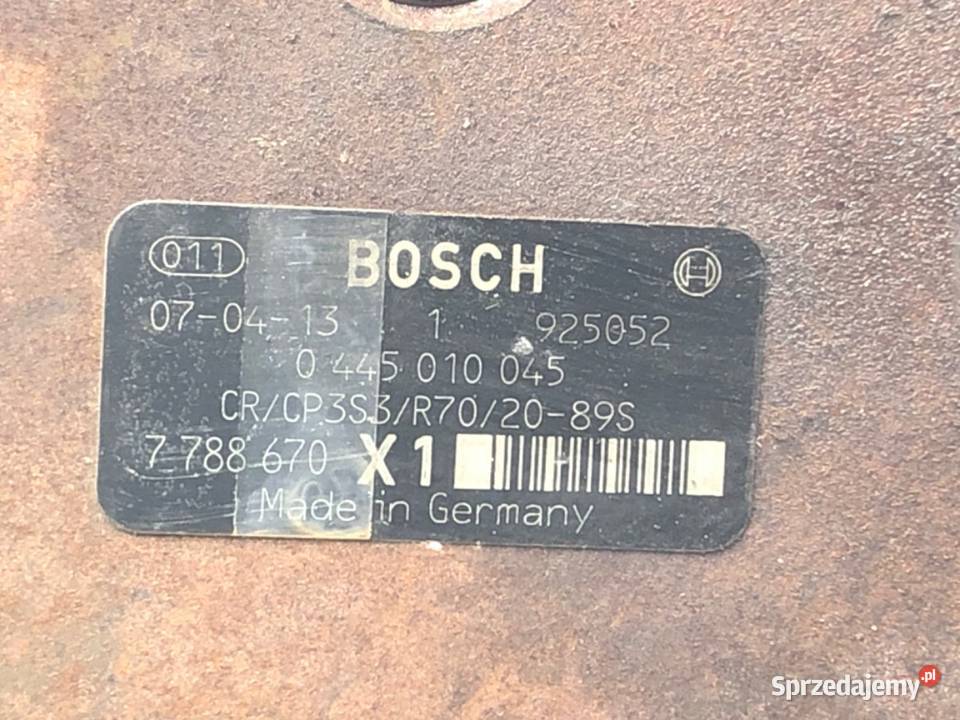 011 BOSCH
07-04-13 1 925052
0 445 010 045
CR/CP3S3/R70/20-89S
7 788 670 X1
Made in Germany
Sprzedajemy.pl